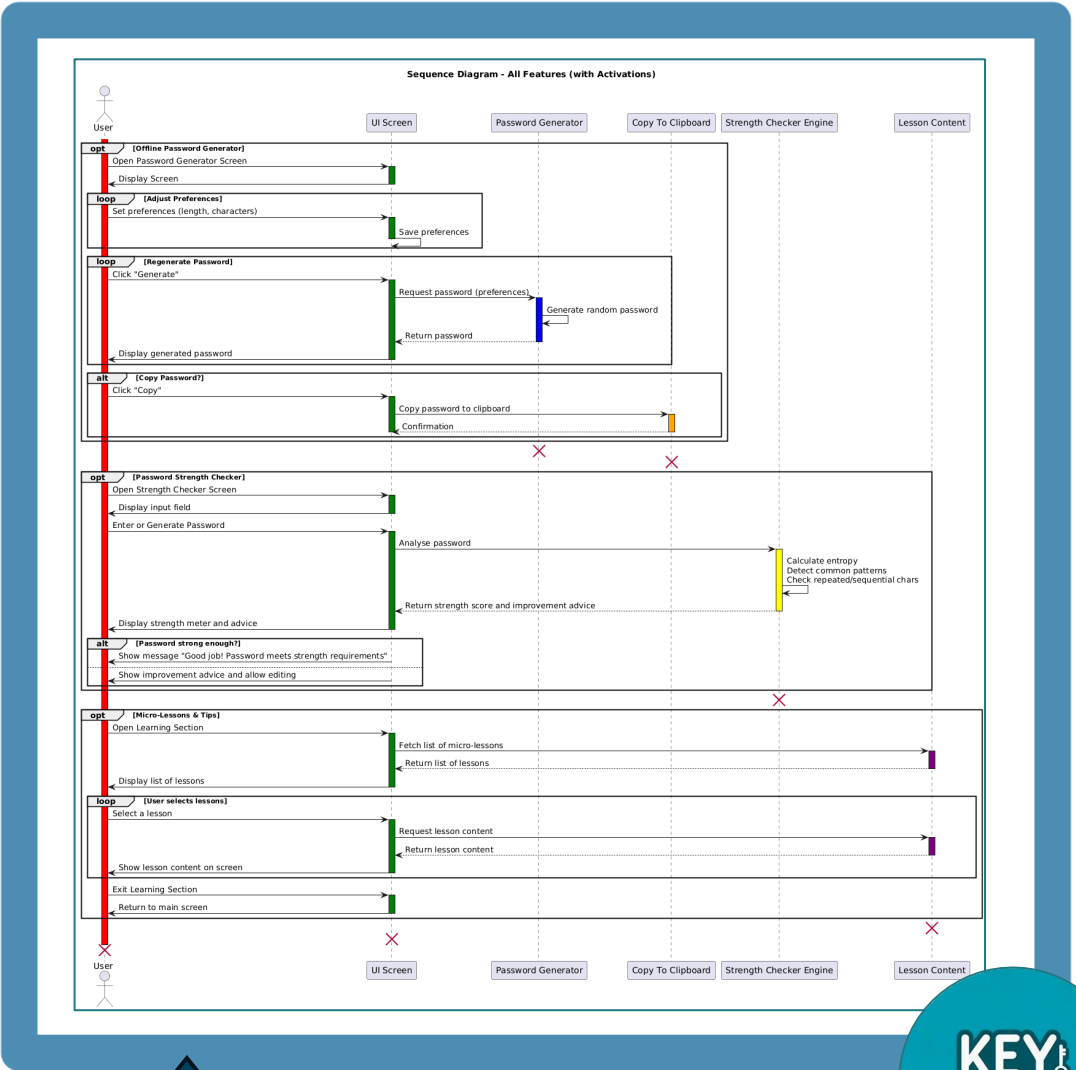 Sequence Diagram - All Features (with Activations)
User
UI Screen
Password Generator
Copy To Clipboard
Strength Checker Engine
Lesson Content
opt
[Offline Password Generator]
Open Password Generator Screen
Display Screen
loop
[Adjust Preferences]
Set preferences (length, characters)
Save preferences
loop
[Regenerate Password]
Click "Generate"
Request password (preferences)
Generate random password
Return password
Display generated password
alt
[Copy Password?]
Click "Copy"
Copy password to clipboard
Confirmation
opt
[Password Strength Checker]
Open Strength Checker Screen
Display input field
Enter or Generate Password
Analyse password
Calculate entropy
Detect common patterns
Check repeated/sequential chars
Return strength score and improvement advice
Display strength meter and advice
alt
[Password strong enough?]
Show message "Good job! Password meets strength requirements"
Show improvement advice and allow editing
opt
[Micro-Lessons & Tips]
Open Learning Section
Fetch list of micro-lessons
Return list of lessons
Display list of lessons
loop
[User selects lessons]
Select a lesson
Request lesson content
Return lesson content
Show lesson content on screen
Exit Learning Section
Return to main screen
User
UI Screen
Password Generator
Copy To Clipboard
Strength Checker Engine
Lesson Content
KEY